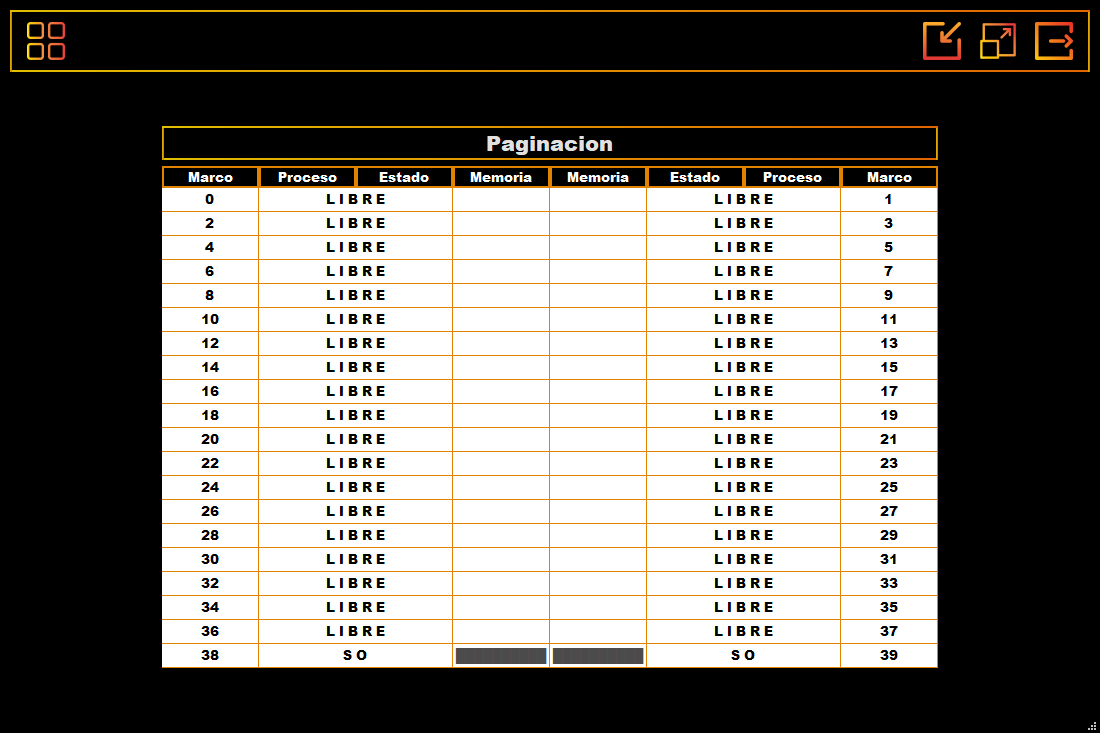 Paginacion
Marco Proceso Estado Memoria Memoria Estado Proceso Marco
0 L I B R E L I B R E 1
2 L I B R E L I B R E 3
4 L I B R E L I B R E 5
6 L I B R E L I B R E 7
8 L I B R E L I B R E 9
10 L I B R E L I B R E 11
12 L I B R E L I B R E 13
14 L I B R E L I B R E 15
16 L I B R E L I B R E 17
18 L I B R E L I B R E 19
20 L I B R E L I B R E 21
22 L I B R E L I B R E 23
24 L I B R E L I B R E 25
26 L I B R E L I B R E 27
28 L I B R E L I B R E 29
30 L I B R E L I B R E 31
32 L I B R E L I B R E 33
34 L I B R E L I B R E 35
36 L I B R E L I B R E 37
38 S O S O 39